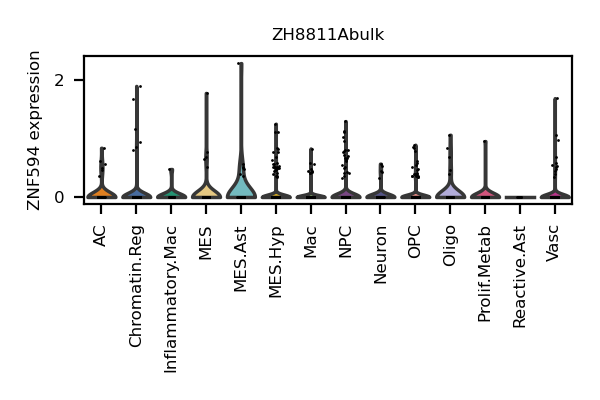 ZH8811Abulk
ZNF594 expression
2
0
AC
Chromatin.Reg
Inflammatory.Mac
MES
MES.Ast
MES.Hyp
Mac
NPC
Neuron
OPC
Oligo
Prolif.Metab
Reactive.Ast
Vasc